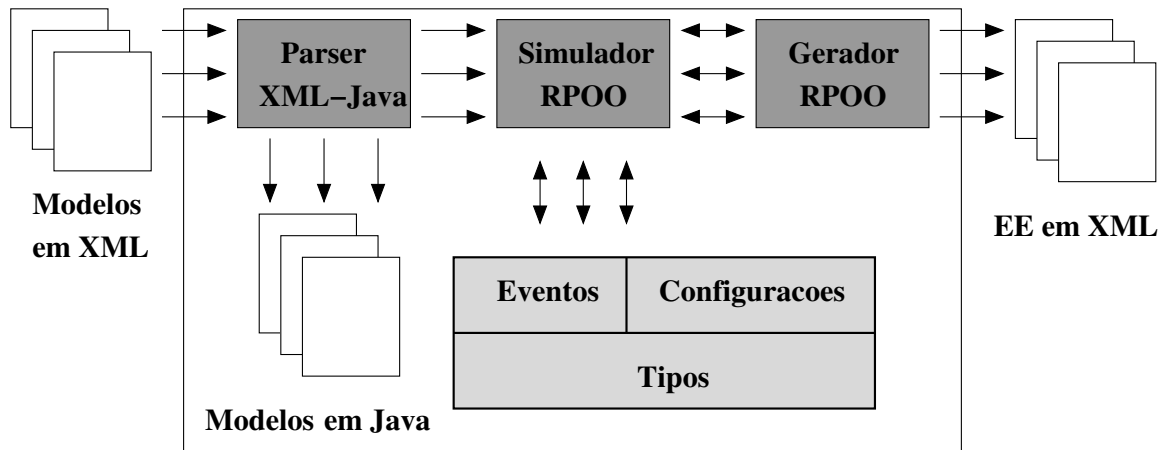 Parser
XML–Java
Simulador
RPOO
Gerador
RPOO
Modelos
em XML
EE em XML
Eventos
Configuracoes
Tipos
Modelos em Java